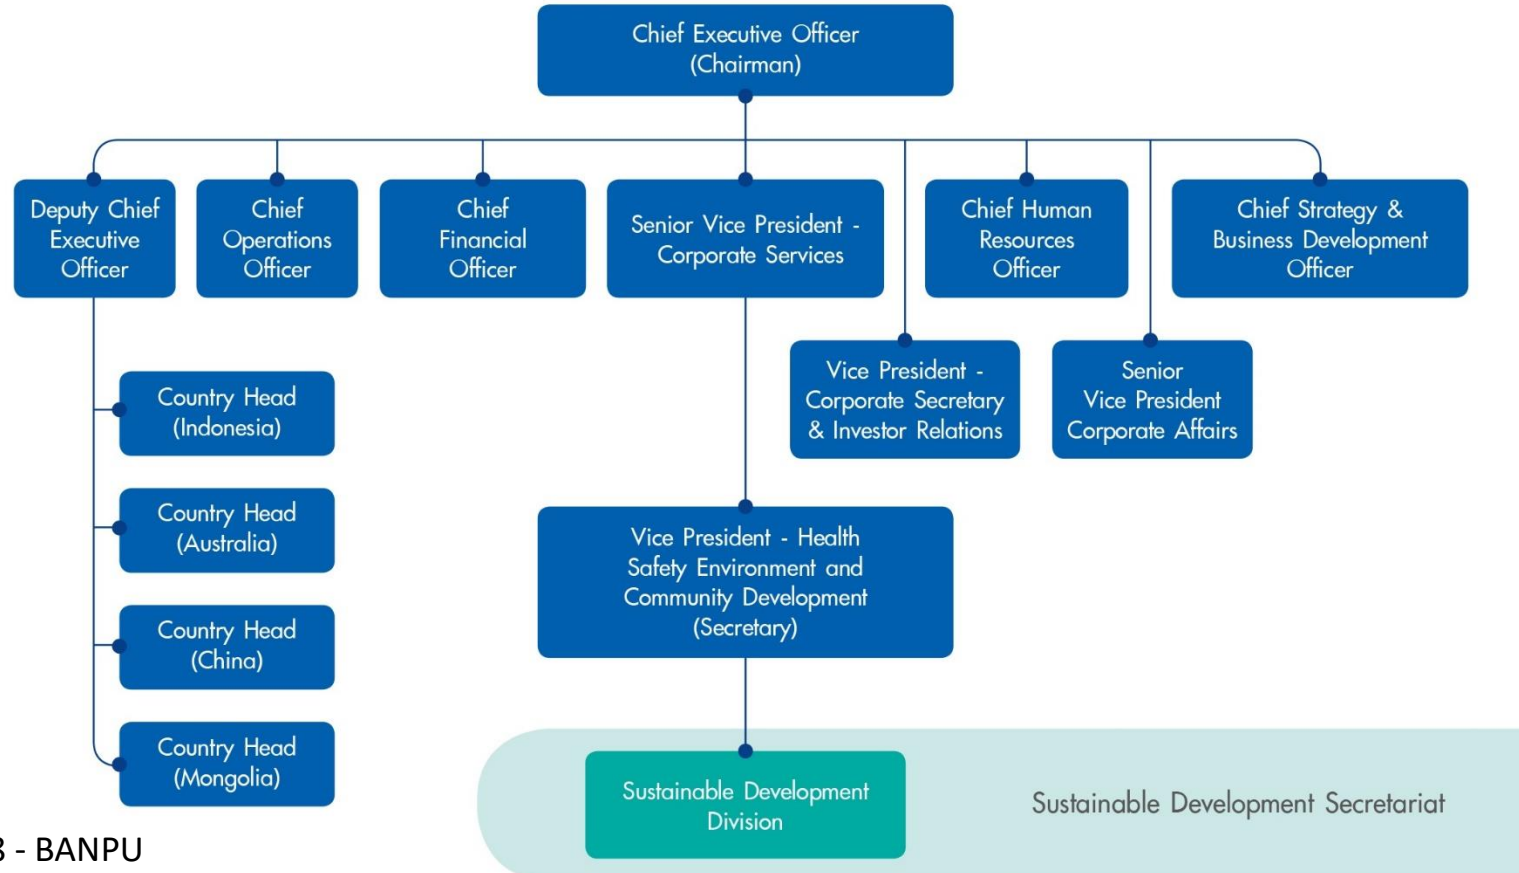 Chief Executive Officer
(Chairman)
Deputy Chief
Executive
Officer
Chief
Operations
Officer
Chief
Financial
Officer
Senior Vice President -
Corporate Services
Chief Human
Resources
Officer
Chief Strategy &
Business Development
Officer
Vice President -
Corporate Secretary
& Investor Relations
Senior
Vice President
Corporate Affairs
Country Head
(Indonesia)
Country Head
(Australia)
Country Head
(China)
Country Head
(Mongolia)
Vice President - Health
Safety Environment and
Community Development
(Secretary)
Sustainable Development
Division
Sustainable Development Secretariat
- BANPU